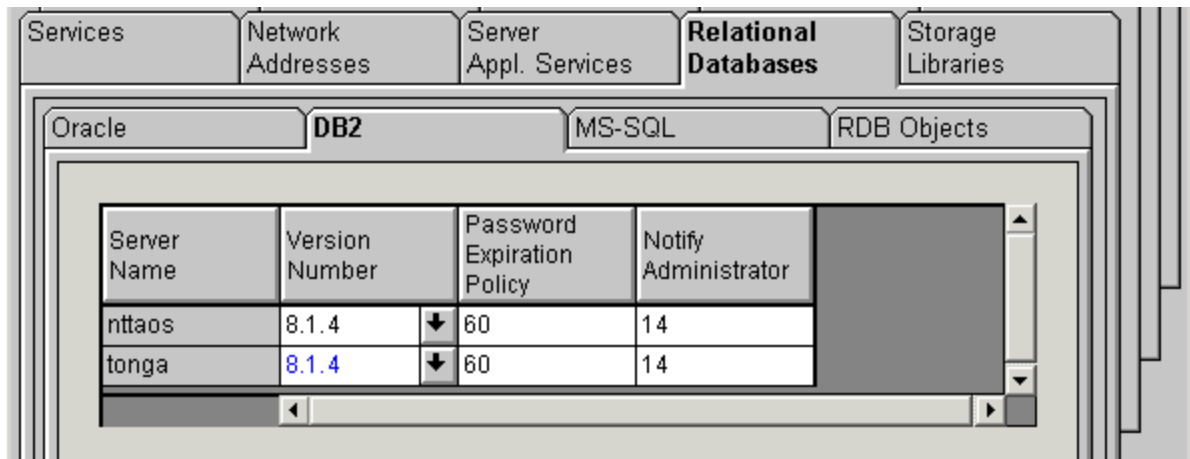 Services
Network
Addresses
Server
Appl. Services
Relational
Databases
Storage
Libraries
Oracle
DB2
MS-SQL
RDB Objects
Server
Name
Version
Number
Password
Expiration
Policy
Notify
Administrator
nttaos 8.1.4 60 14
tonga 8.1.4 60 14